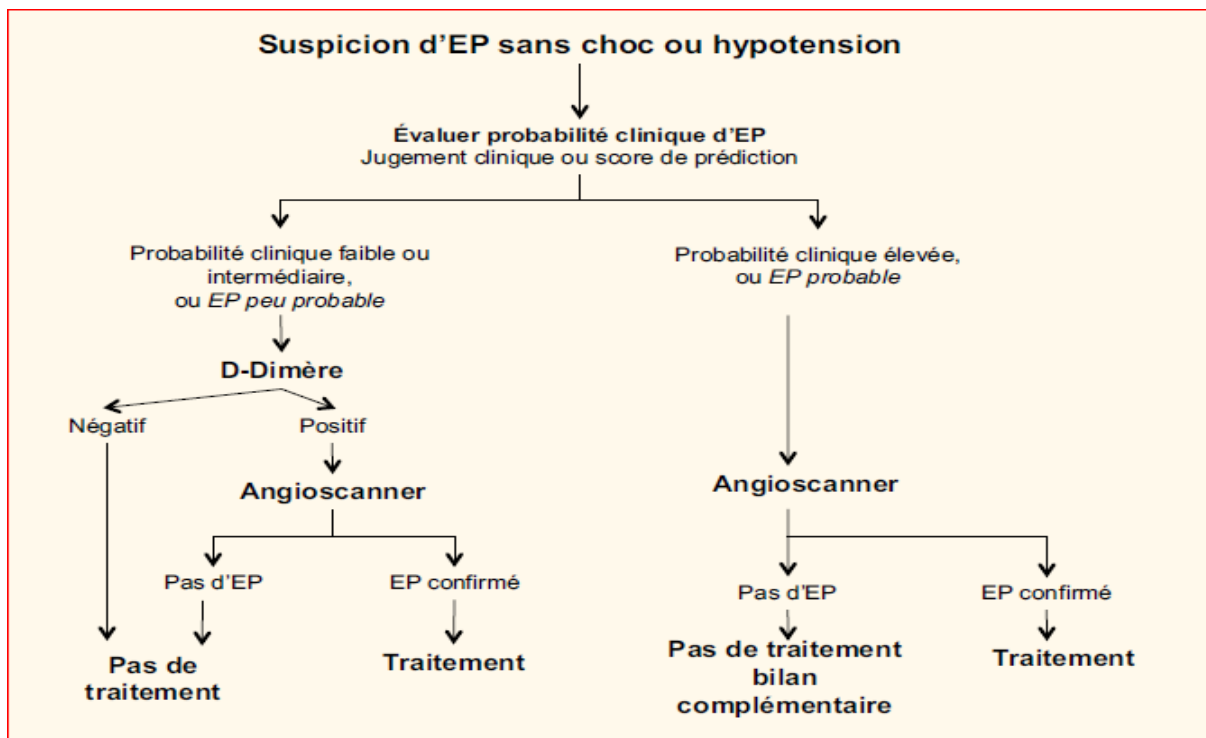 Suspicion d'EP sans choc ou hypotension
Évaluer probabilité clinique d'EP
Jugement clinique ou score de prédiction
Probabilité clinique faible ou
intermédiaire,
ou EP peu probable
Probabilité clinique élevée,
ou EP probable
D-Dimère
Négatif
Positif
Angioscanner
Angioscanner
Pas d'EP
EP confirmé
Pas d'EP
EP confirmé
Pas de
traitement
Traitement
Pas de traitement
bilan
complémentaire
Traitement